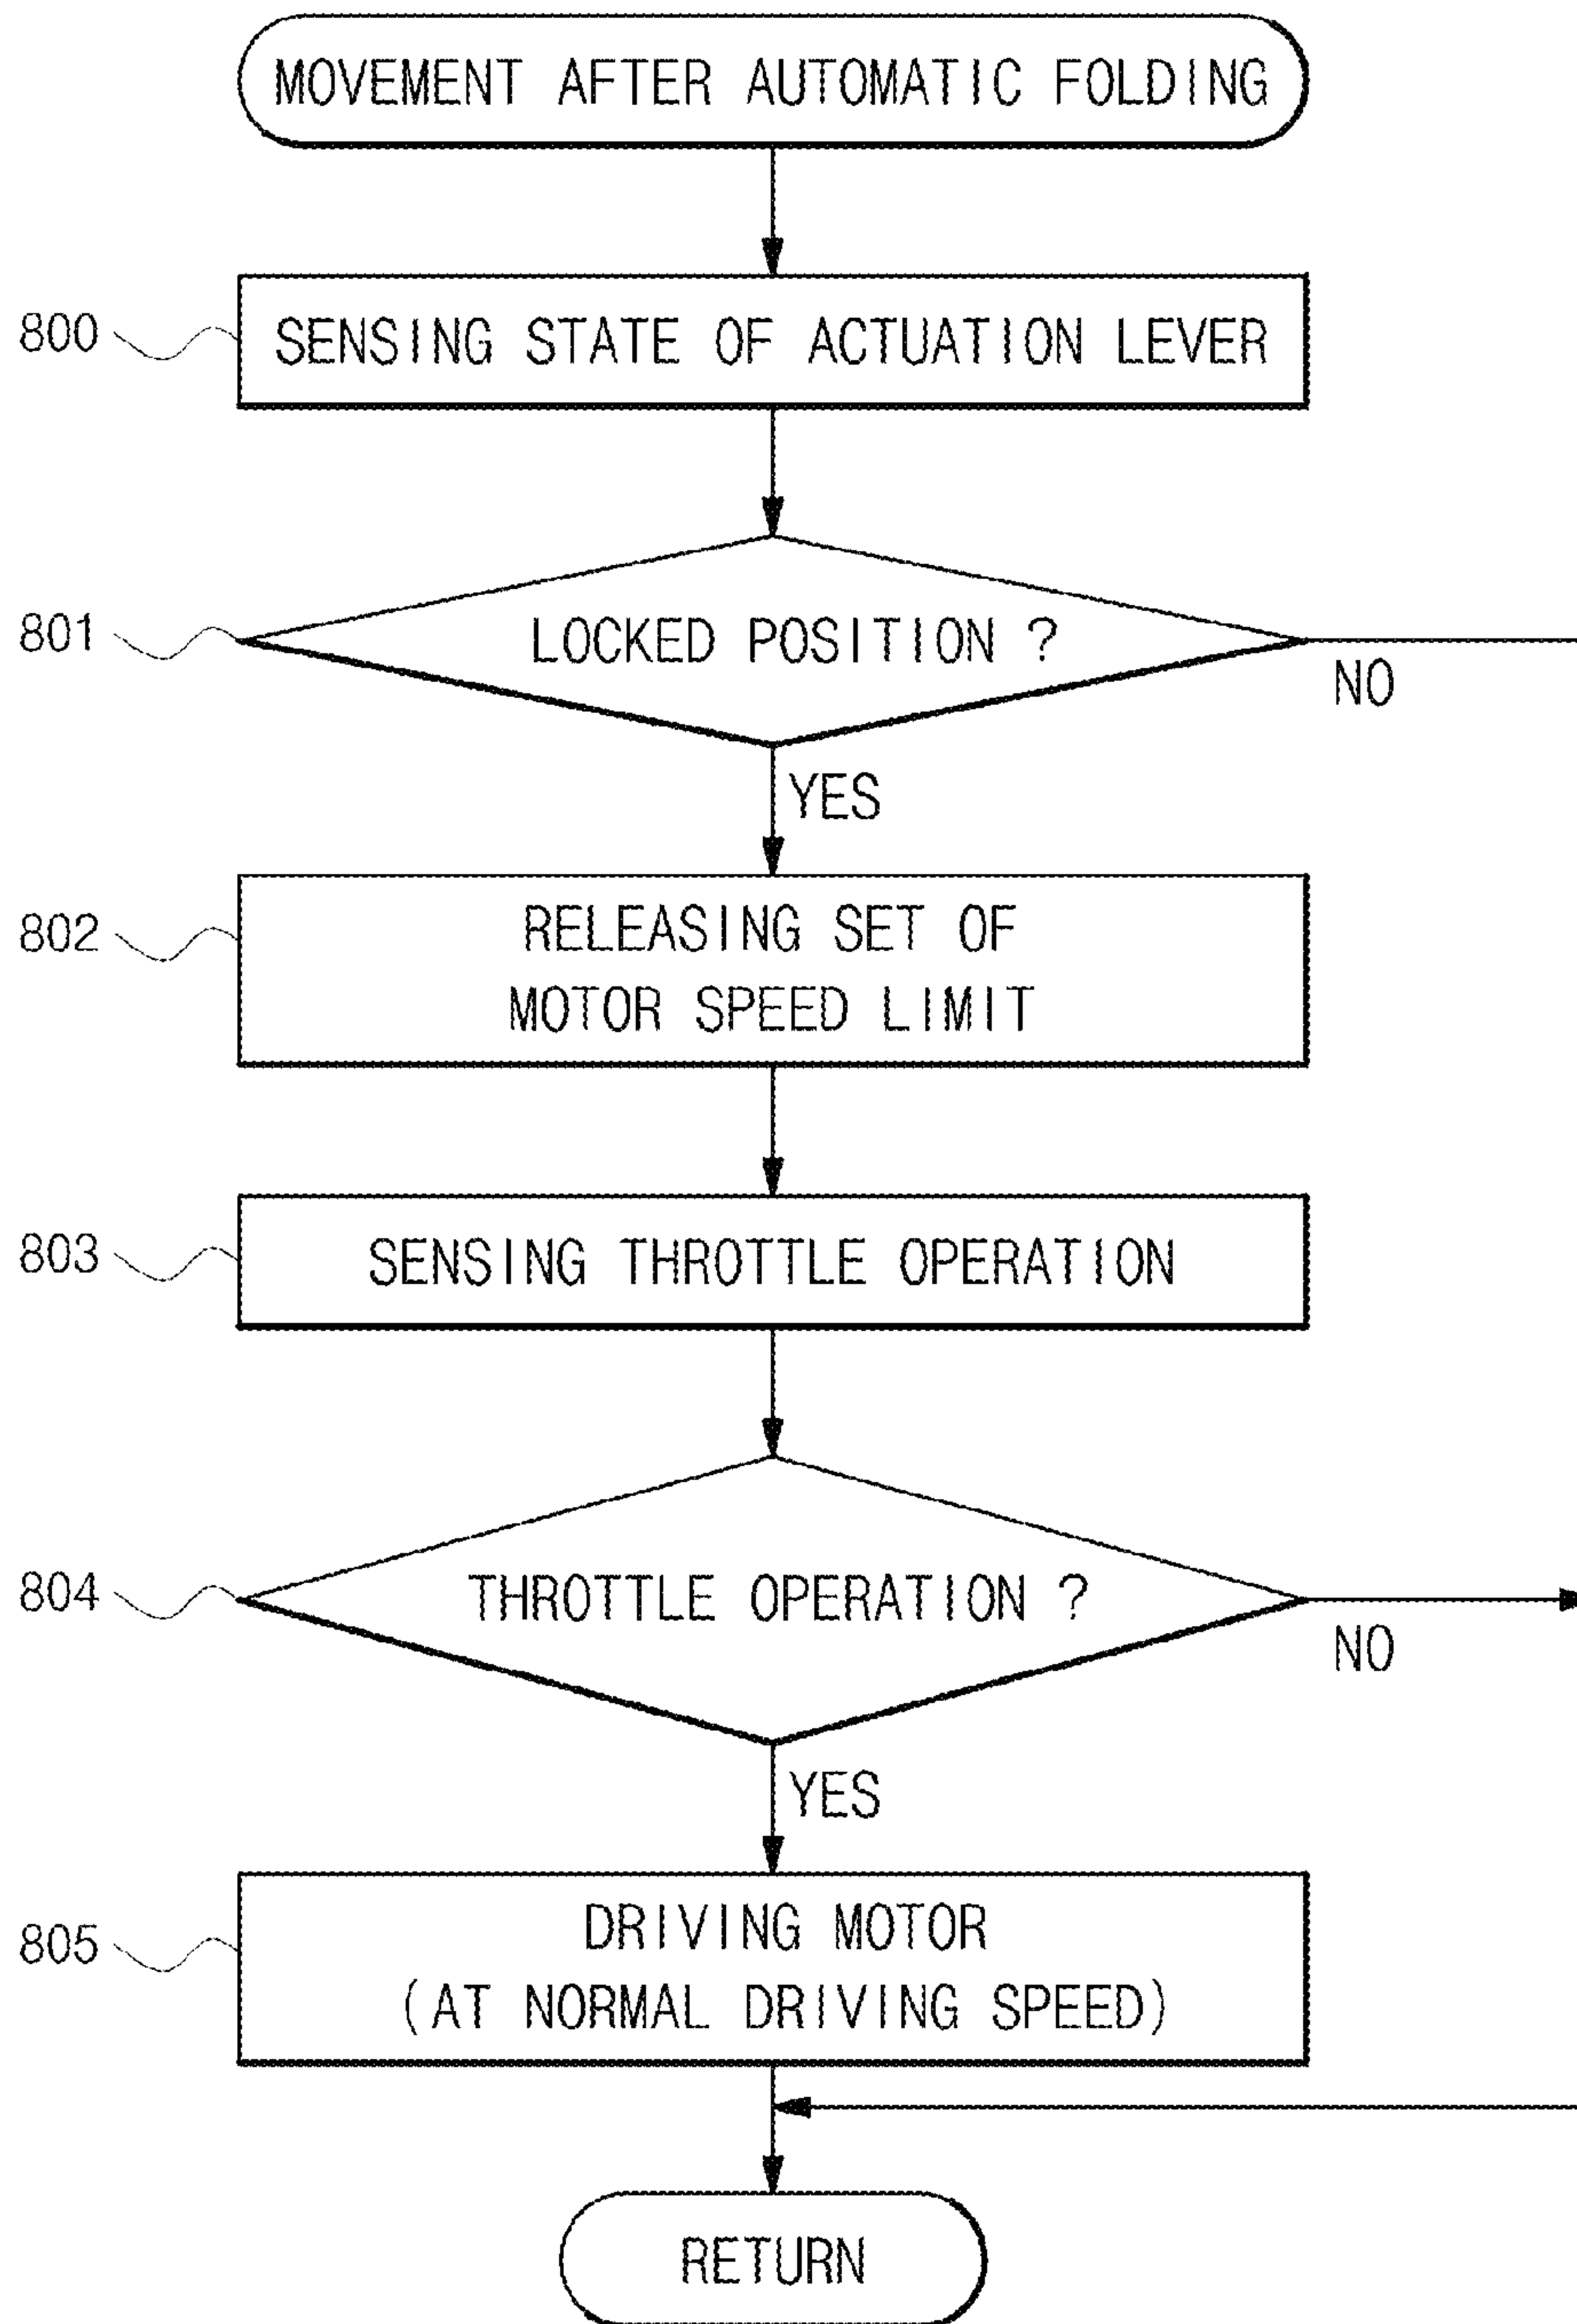 MOVEMENT AFTER AUTOMATIC FOLDING
800
SENSING STATE OF ACTUATION LEVER
801
LOCKED POSITION ?
NO
YES
802
RELEASING SET OF
MOTOR SPEED LIMIT
803
SENSING THROTTLE OPERATION
804
THROTTLE OPERATION ?
NO
YES
805
DRIVING MOTOR
(AT NORMAL DRIVING SPEED)
RETURN